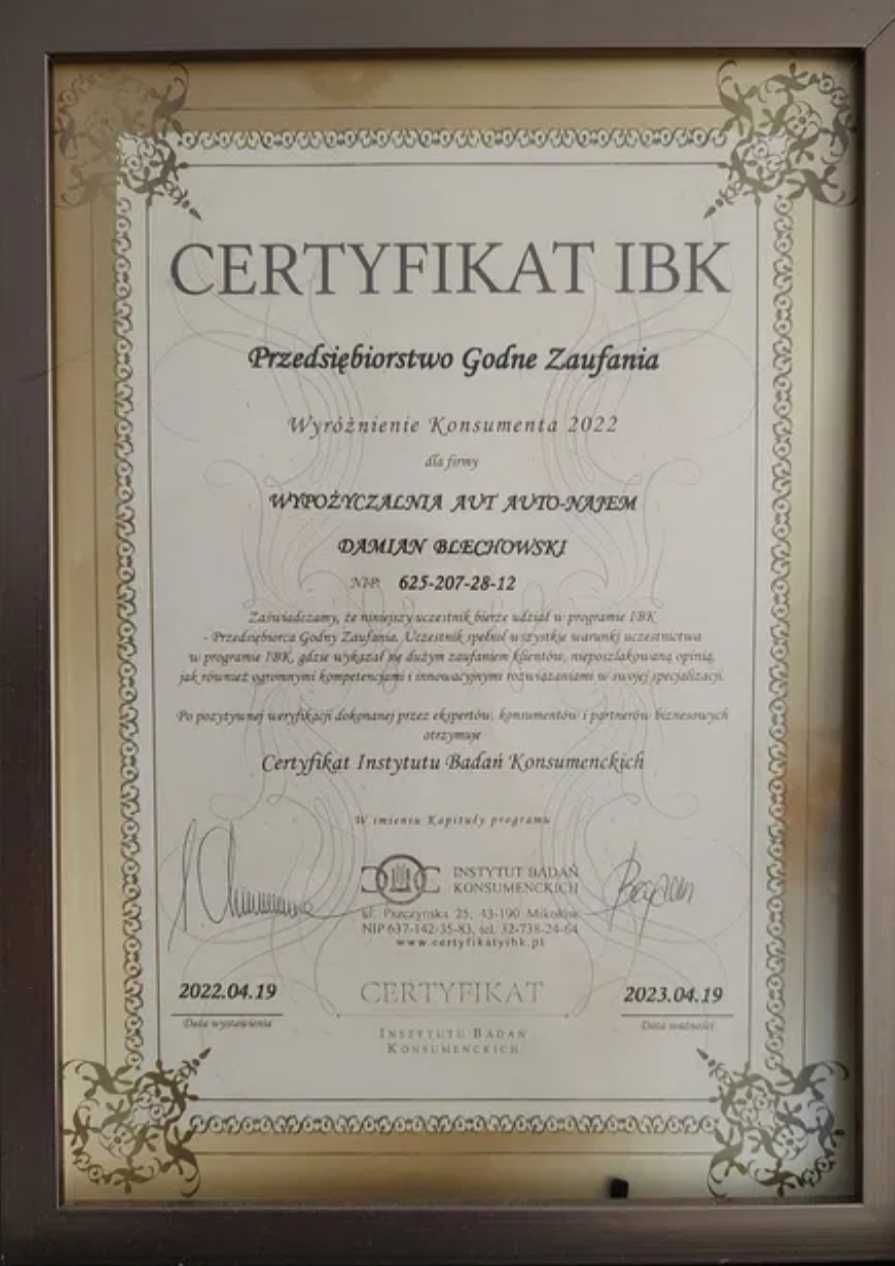 CERTYFIKAT IBK
Przedsiębiorstwo Godne Zaufania
Wyróżnienie Konsumenta 2022
dla firmy
WYPOŻYCZALNIA AUT AUTO-NAJEM
DAMIAN BLECHOWSKI
NIP: 625-207-28-12
Zaświadczamy, że niniejszy uczestnik bierze udział w programie IBK
- Przedsiębiorca Godny Zaufania. Uczestnik spełnił wszystkie warunki uczestnictwa
w programie IBK, gdzie wykazał się dużym zaufaniem klientów, nieposzlakowaną opinią,
jak również ogromnymi kompetencjami i innowacyjnymi rozwiązaniami w swojej specjalizacji.
Po pozytywnej weryfikacji dokonanej przez ekspertów, konsumentów i partnerów biznesowych
otrzymuje
Certyfikat Instytutu Badań Konsumenckich
W imieniu Kapituły programu
INSTYTUT BADAŃ
KONSUMENCKICH
ul. Pszczyńska 25, 43-190 Mikołów
NIP 637-142-35-83, tel. 32-738-24-64
www.certyfikatyibk.pl
2022.04.19
Data wystawienia
CERTYFIKAT
INSTYTUTU BADAŃ
KONSUMENCKICH
2023.04.19
Data ważności